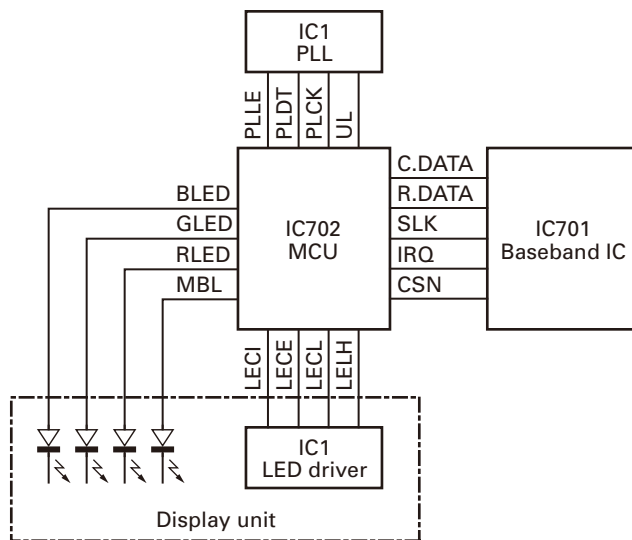 IC1
PLL
PLLE
PLDT
PLCK
UL
C.DATA
R.DATA
SLK
IRQ
CSN
BLED
GLED
RLED
MBL
IC702
MCU
IC701
Baseband IC
LECI
LECE
LECL
LELH
IC1
LED driver
Display unit